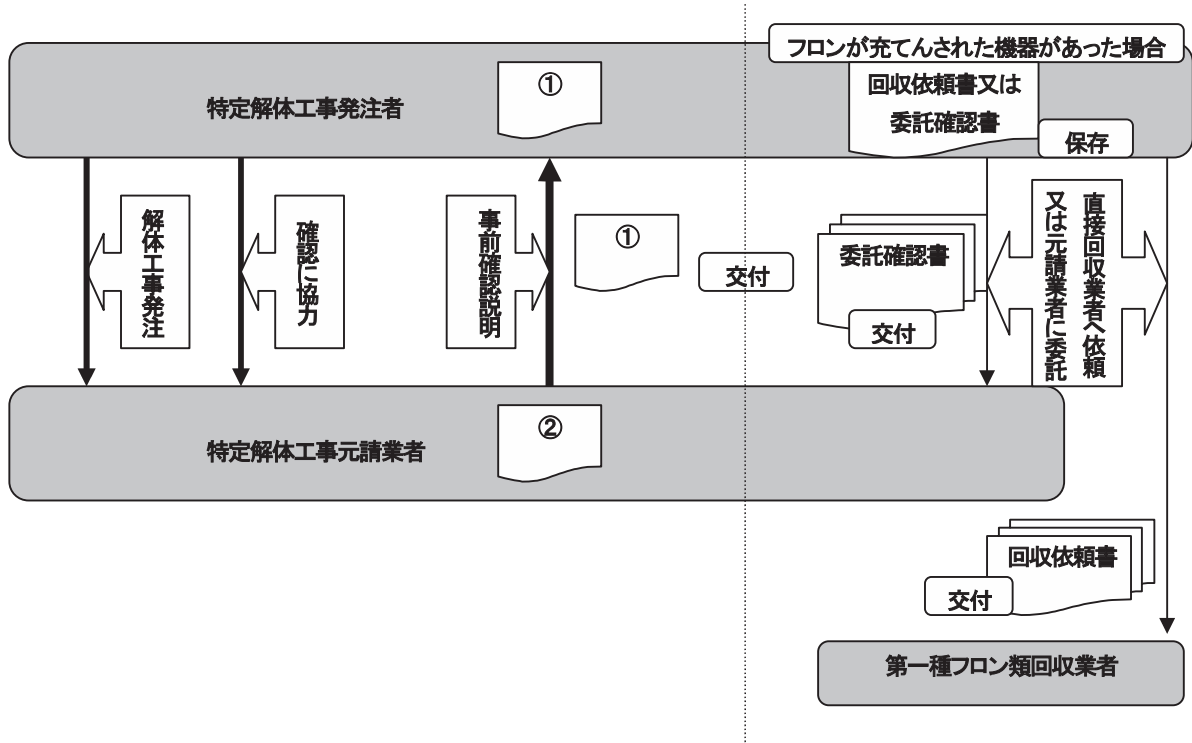 フロンが充てんされた機器があった場合
特定解体工事発注者
①
回収依頼書又は
委託確認書
保存
解体工事発注
確認に協力
事前確認説明
①
交付
委託確認書
交付
直接回収業者へ依頼
又は元請業者に委託
特定解体工事元請業者
②
回収依頼書
交付
第一種フロン類回収業者